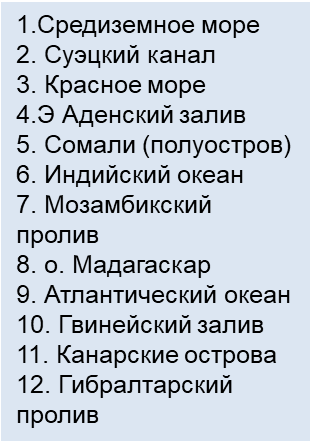 1.Средиземное море
2. Суэцкий канал
3. Красное море
4.Э Аденский залив
5. Сомали (полуостров)
6. Индийский океан
7. Мозамбикский
пролив
8. о. Мадагаскар
9. Атлантический океан
10. Гвинейский залив
11. Канарские острова
12. Гибралтарский
пролив